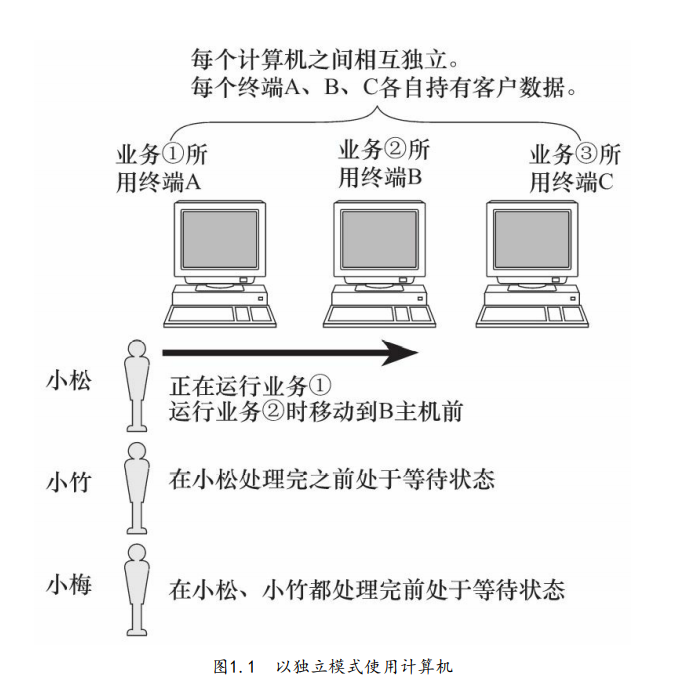 每个计算机之间相互独立。
每个终端A、B、C各自持有客户数据。
业务①所
用终端A
业务②所
用终端B
业务③所
用终端C
小松
正在运行业务①
运行业务②时移动到B主机前
小竹
在小松处理完之前处于等待状态
小梅
在小松、小竹都处理完前处于等待状态
图1.1 以独立模式使用计算机